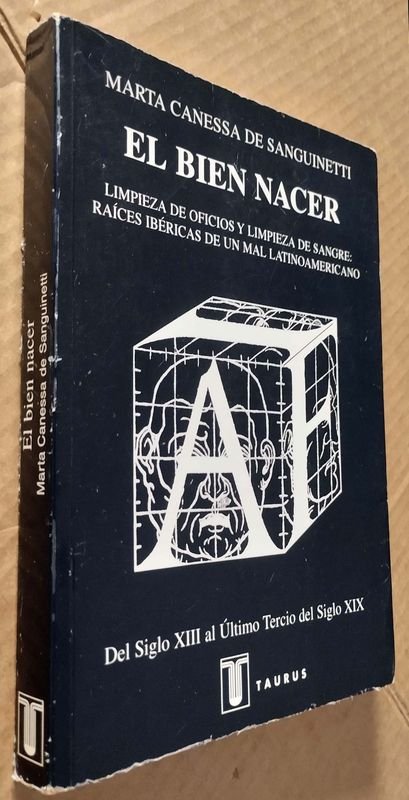 MARTA CANESSA DE SANGUINETTI
EL BIEN NACER
LIMPIEZA DE OFICIOS Y LIMPIEZA DE SANGRE:
RAÍCES IBÉRICAS DE UN MAL LATINOAMERICANO
A
F
Del Siglo XIII al Último Tercio del Siglo XIX
TAURUS
El bien nacer
Marta Canessa de Sanguinetti